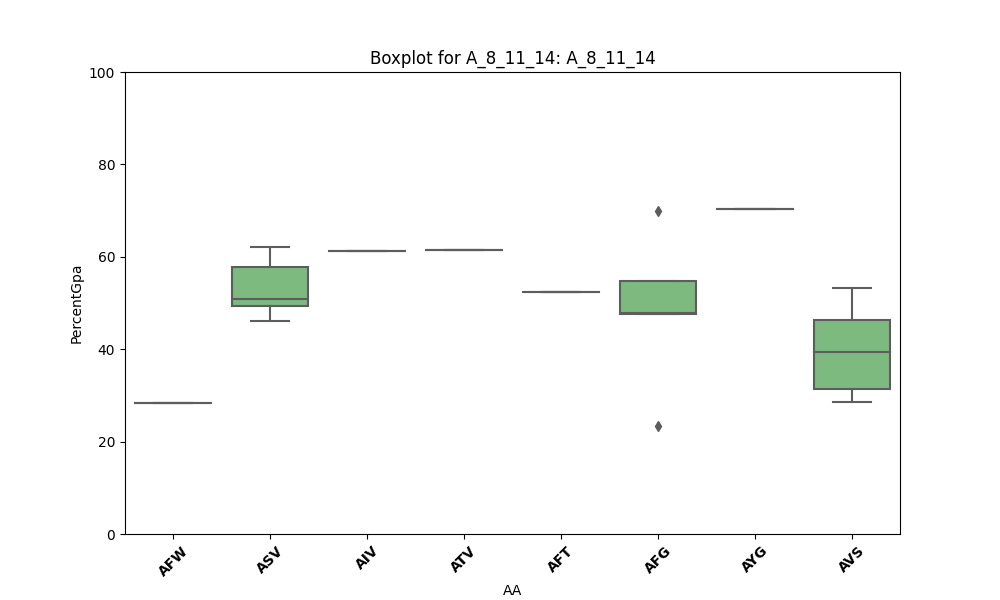 Boxplot for A_8_11_14: A_8_11_14
100
80
60
40
20
0
PercentGpa
AFW
ASV
AIV
ATV
AFT
AFG
AYG
AVS
AA